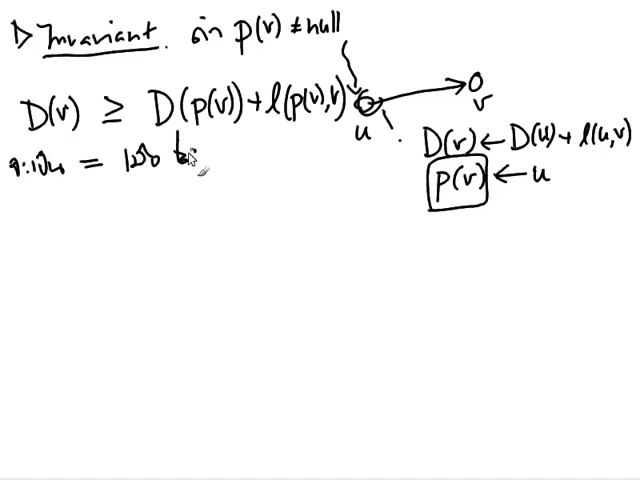 ▷ Invariant. ถ้า p(v) ≠ null
D(v) ≥ D(p(v)) + l(p(v), v)
u
v
D(v) ← D(u) + l(u,v)
p(v) ← u
=